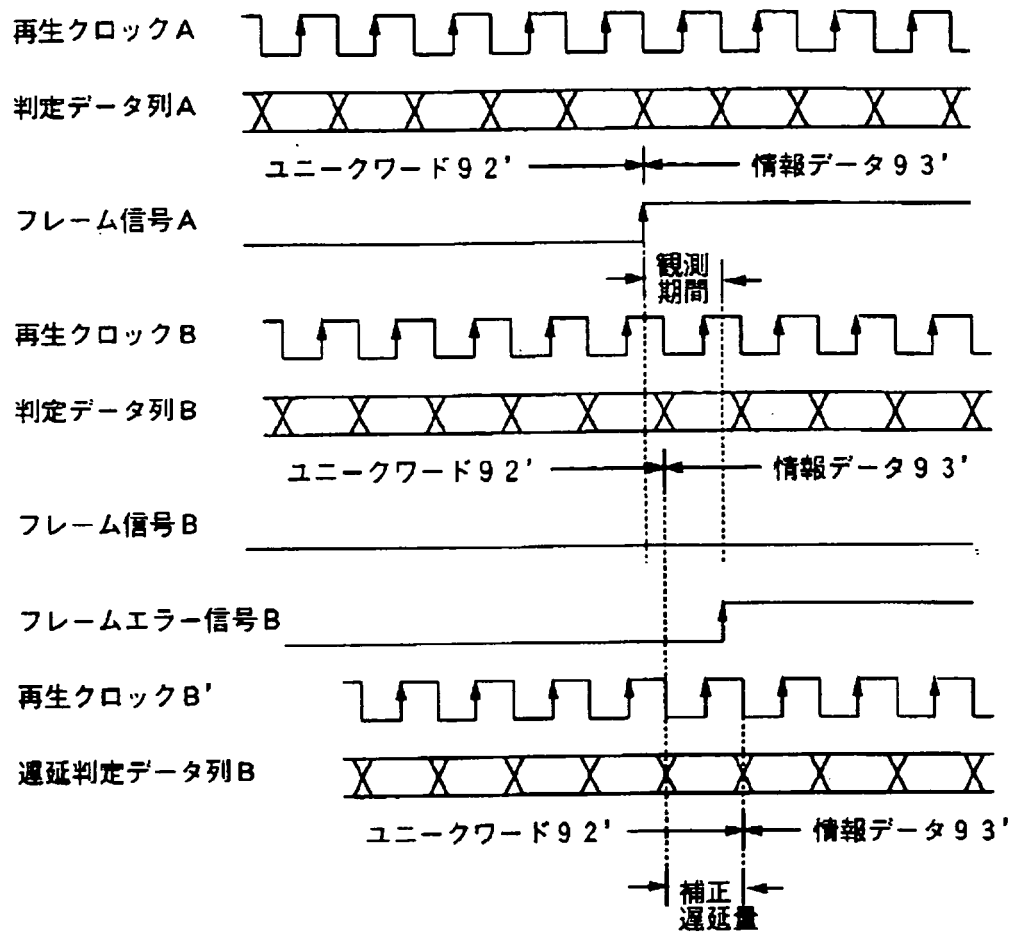 再生クロックA
判定データ列A
ユニークワード92' 情報データ93'
フレーム信号A
観測
期間
再生クロックB
判定データ列B
ユニークワード92' 情報データ93'
フレーム信号B
フレームエラー信号B
再生クロックB'
遅延判定データ列B
ユニークワード92' 情報データ93'
補正
遅延量